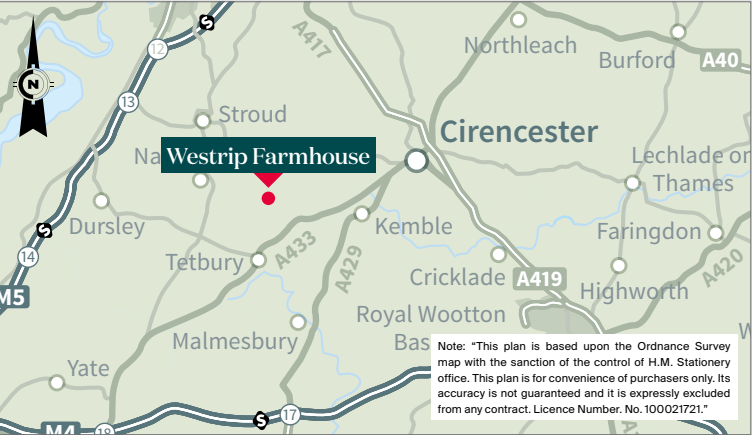 12
A417
Northleach
Burford
A40
N
13
Stroud
Cirencester
Na
Westrip Farmhouse
Lechlade on
Thames
Dursley
Kemble
Faringdon
14
Tetbury
A433
A429
A420
Cricklade
A419
Highworth
M5
Royal Wootton
Bas
Malmesbury
W
Yate
17
M4
18
Note: “This plan is based upon the Ordnance Survey
map with the sanction of the control of H.M. Stationery
office. This plan is for convenience of purchasers only. Its
accuracy is not guaranteed and it is expressly excluded
from any contract. Licence Number. No. 100021721.”